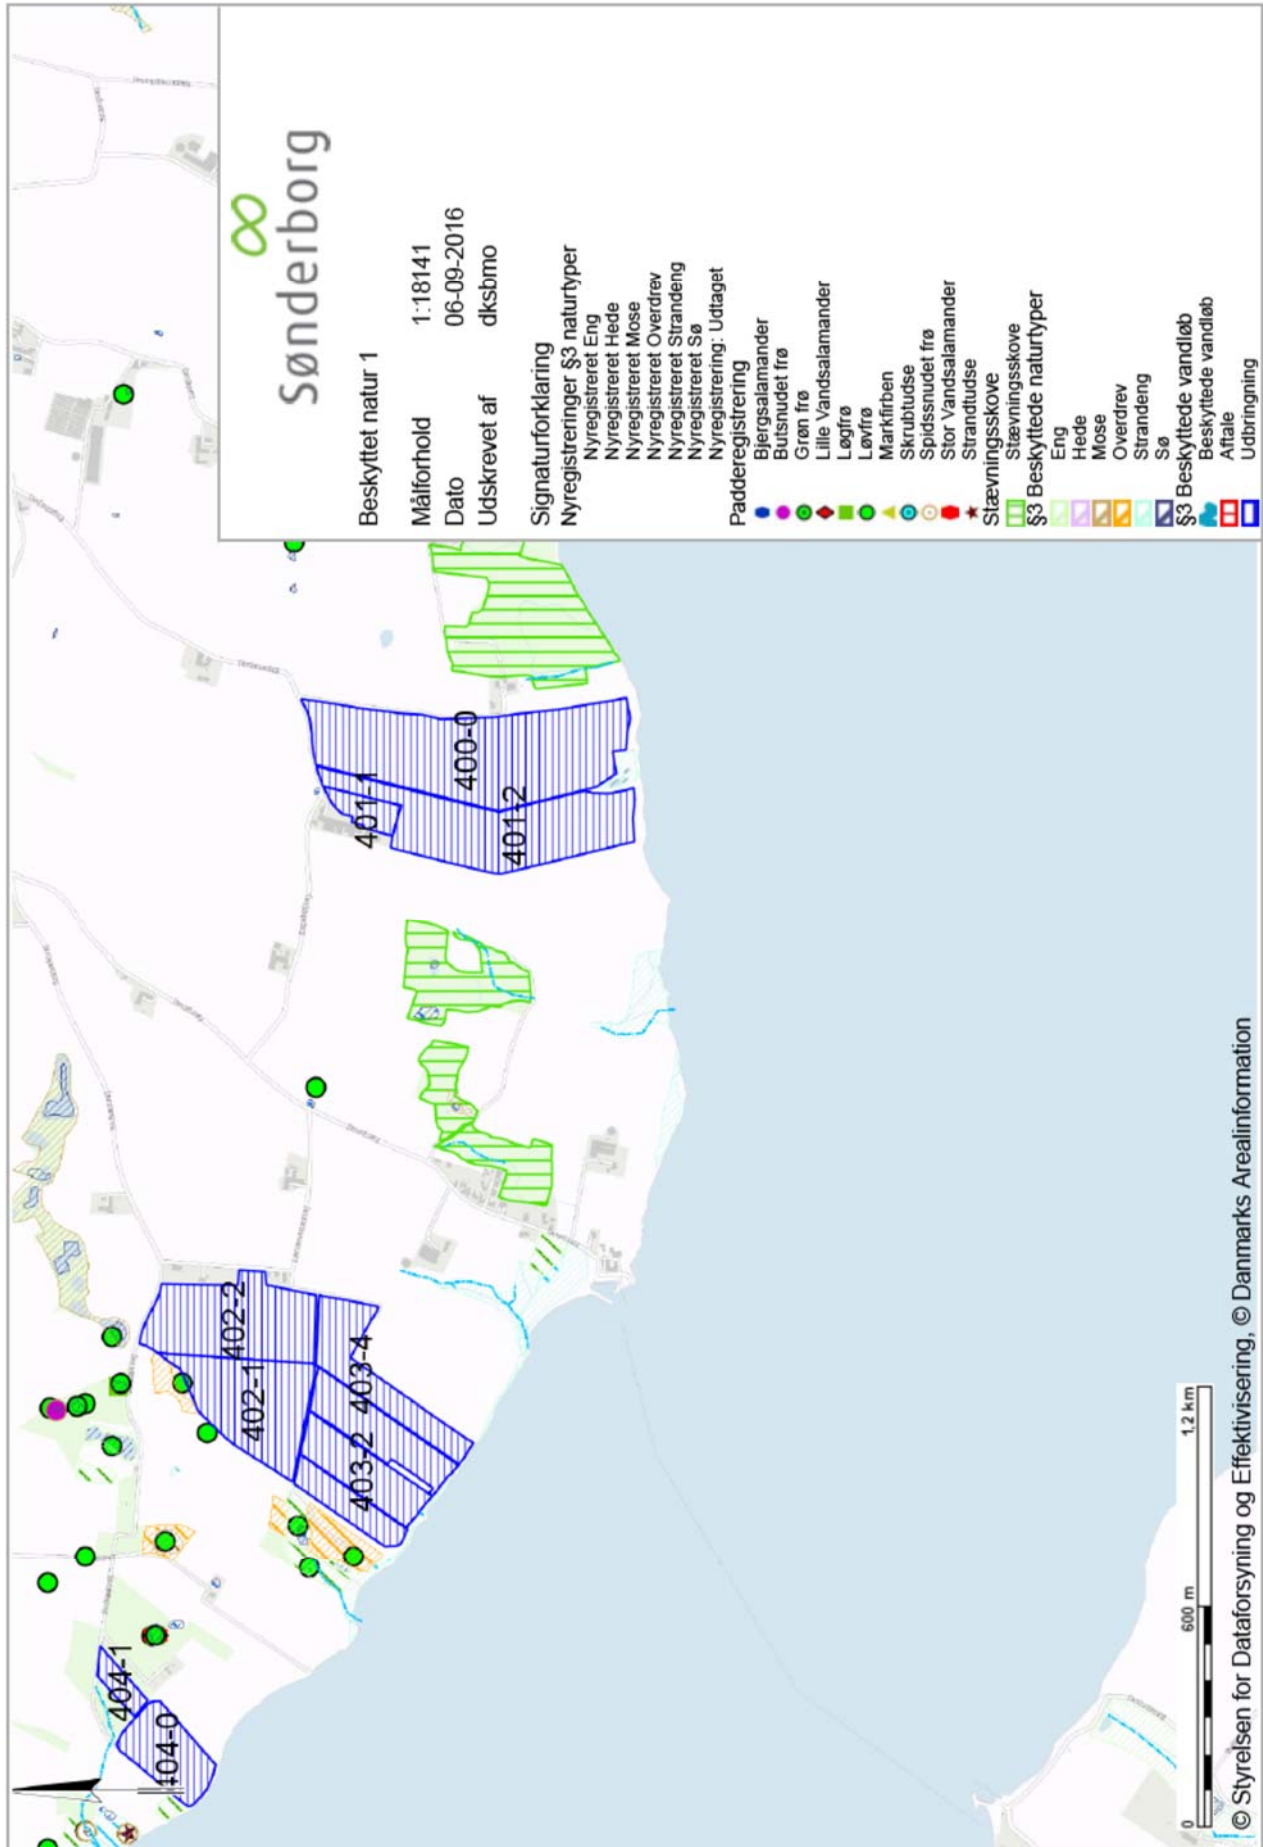 Sønderborg
Beskyttet natur 1
Målforhold 1:18141
Dato 06-09-2016
Udskrevet af dksbmo
Signaturforklaring
Nyregistreringer §3 naturtyper
Nyregistreret Eng
Nyregistreret Hede
Nyregistreret Mose
Nyregistreret Overdrev
Nyregistreret Strandeng
Nyregistreret Sø
Nyregistrering: Udtaget
Padderegistrering
Bjergsalamander
Butsnudet frø
Grøn frø
Lille Vandsalamander
Løgfrø
Løvfrø
Markfirben
Skrubtudse
Spidssnudet frø
Stor Vandsalamander
Strandtudse
Stævningsskove
Stævningsskove
§3 Beskyttede naturtyper
Eng
Hede
Mose
Overdrev
Strandeng
Sø
§3 Beskyttede vandløb
Beskyttede vandløb
Aftale
Udbringning
404-1
404-0
402-2
402-1
403-4
403-2
401-1
400-0
401-2
0 600 m 1,2 km
© Styrelsen for Dataforsyning og Effektivisering, © Danmarks Arealinformation